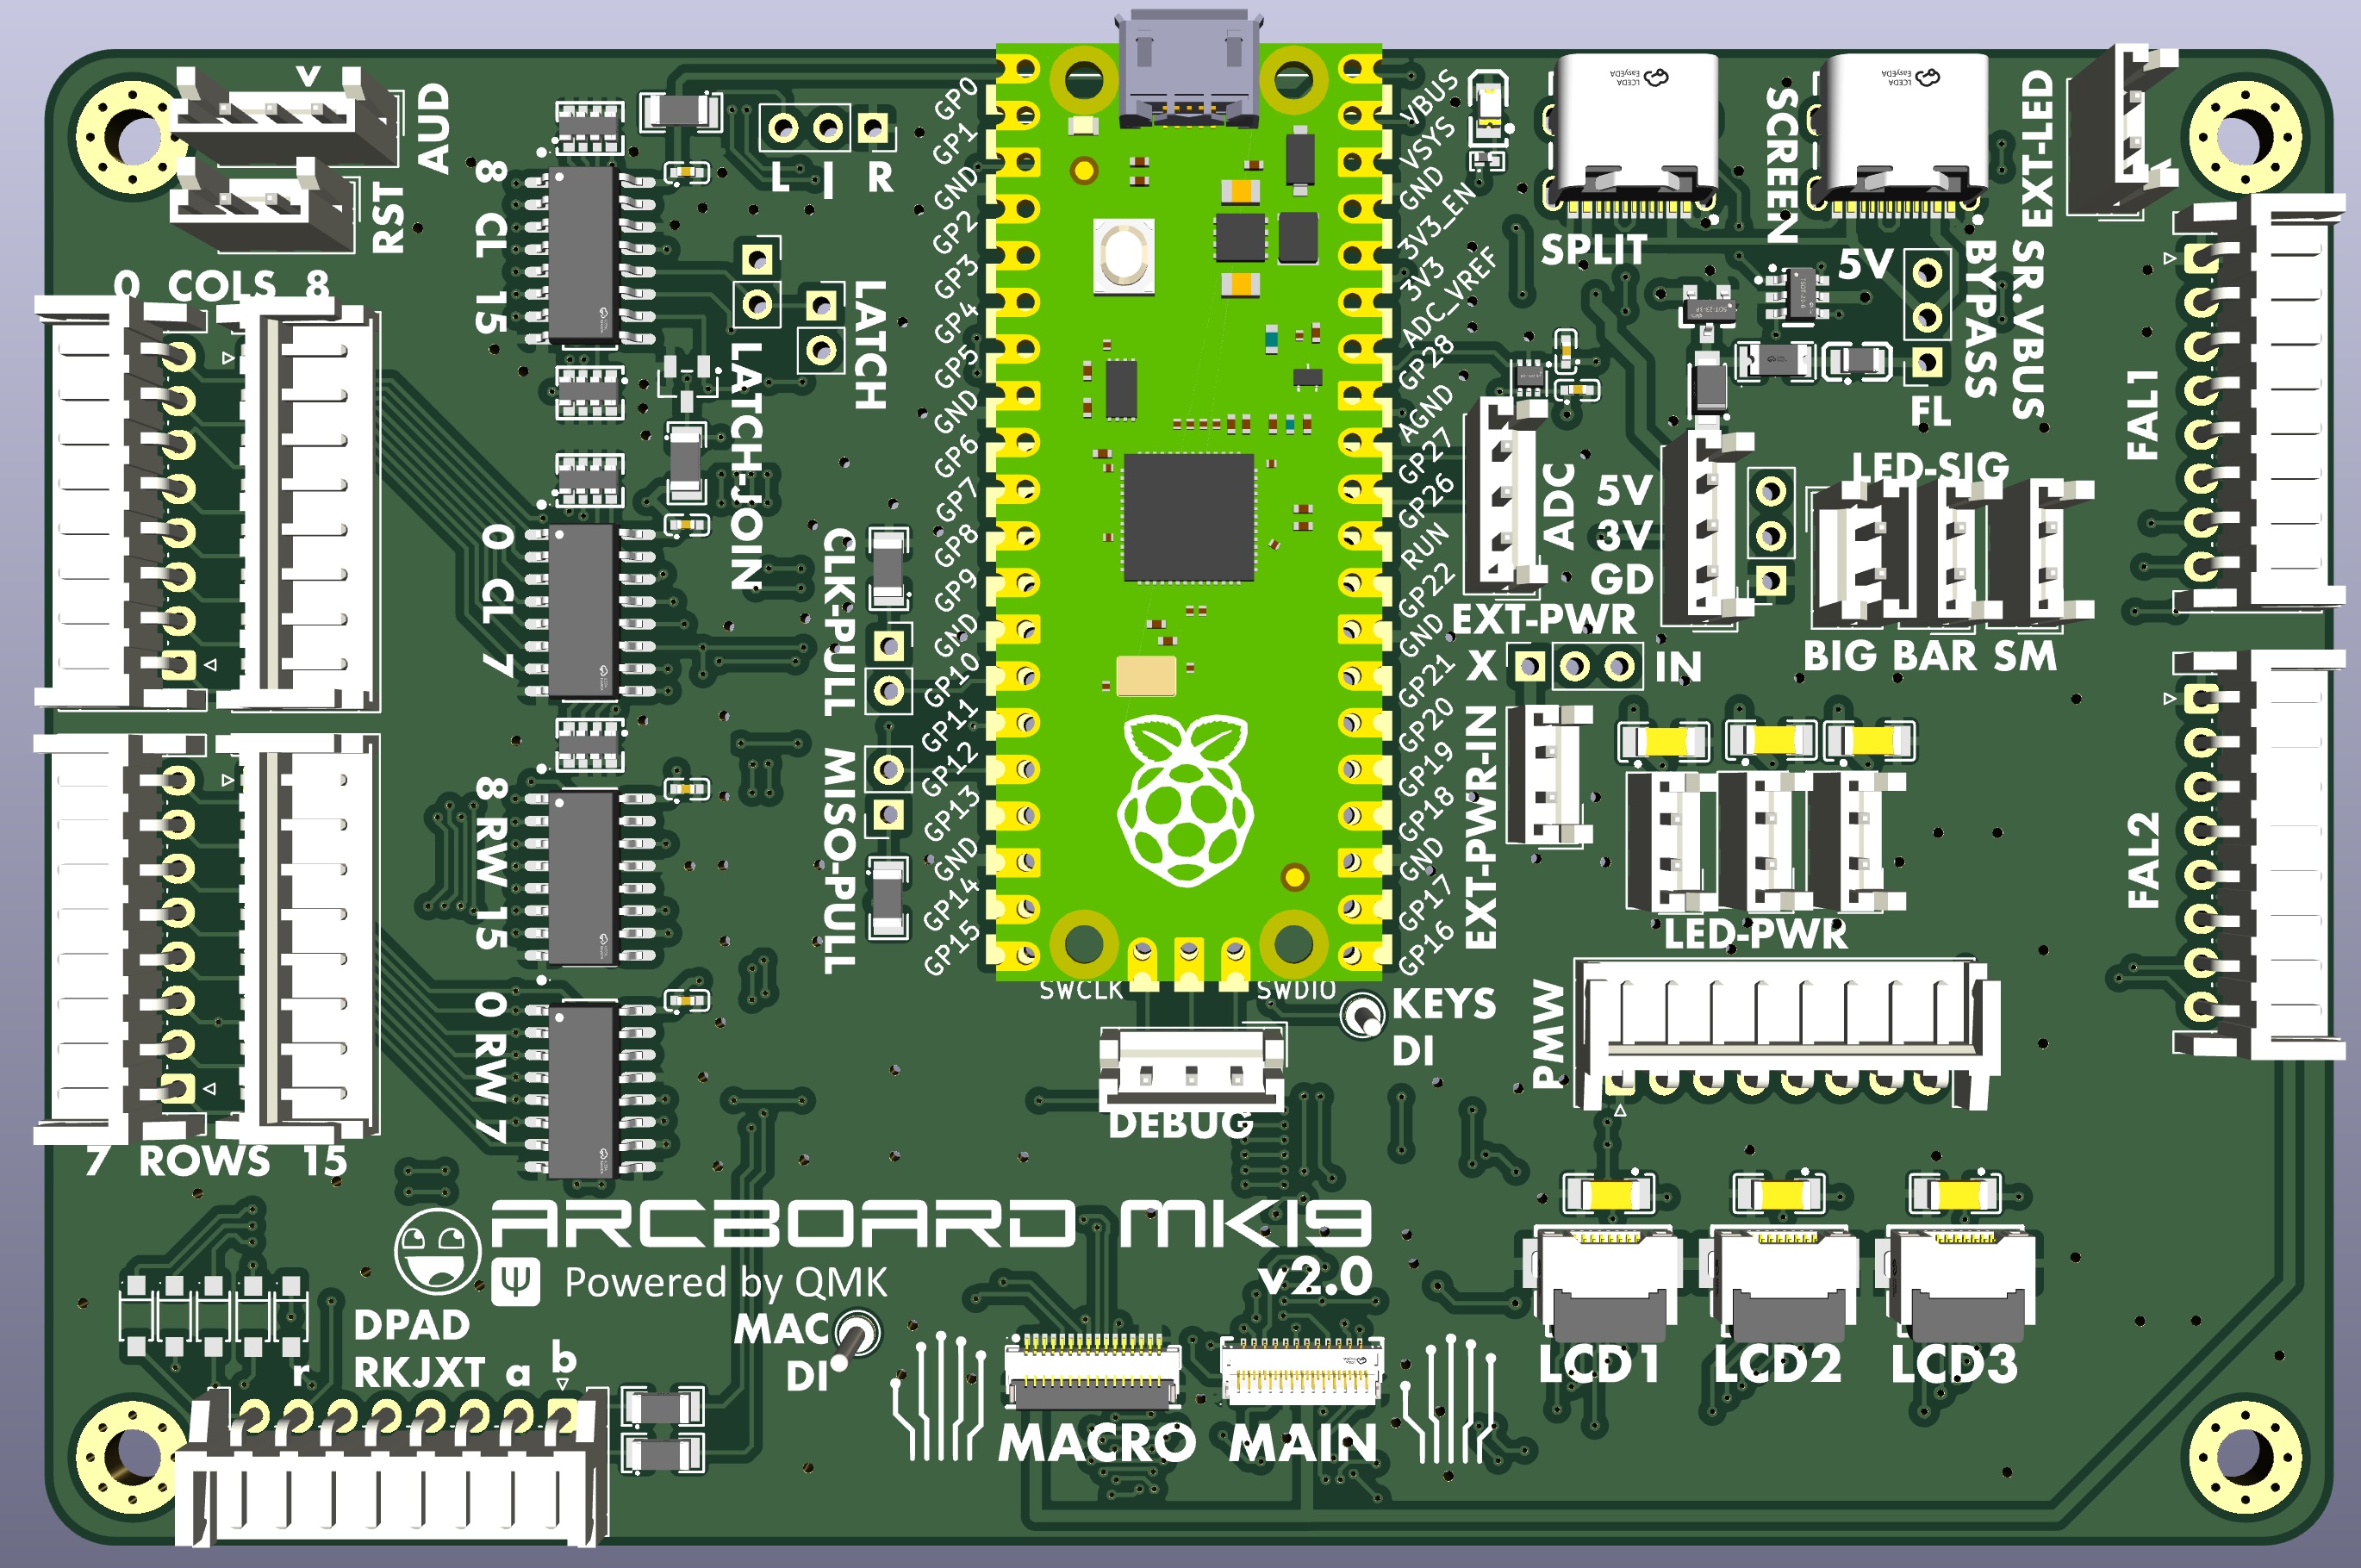 v
AUD
RST
0 COLS 8
8 CL 15
L I R
LATCH
LATCH-JOIN
0 CL 7
CLK-PULL
MISO-PULL
8 RW 15
0 RW 7
7 ROWS 15
GP0
GP1
GND
GP2
GP3
GP4
GP5
GND
GP6
GP7
GP8
GP9
GND
GP10
GP11
GP12
GP13
GND
GP14
GP15
VBUS
VSYS
GND
3V3_EN
3V3
ADC_VREF
GP28
AGND
GP27
GP26
RUN
GP22
GND
GP21
GP20
GP19
GP18
GND
GP17
GP16
SWCLK
SWDIO
LCEDA
EasyEDA
LCEDA
EasyEDA
SPLIT
SCREEN
EXT-LED
5V
FL
SR.VBUS
BYPASS
FAL1
ADC
5V
3V
GD
LED-SIG
BIG BAR SM
EXT-PWR
X IN
EXT-PWR-IN
LED-PWR
FAL2
PMW
KEYS
DI
DEBUG
ARCBOARD MK19
v2.0
Powered by QMK
DPAD
RKJXT
r a b
MAC
DI
MACRO
MAIN
LCD1
LCD2
LCD3